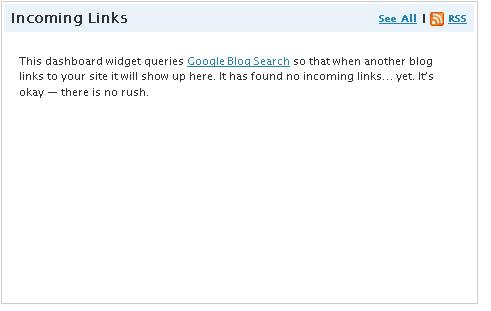 Incoming Links See All | RSS
This dashboard widget queries Google Blog Search so that when another blog
links to your site it will show up here. It has found no incoming links… yet. It's
okay — there is no rush.